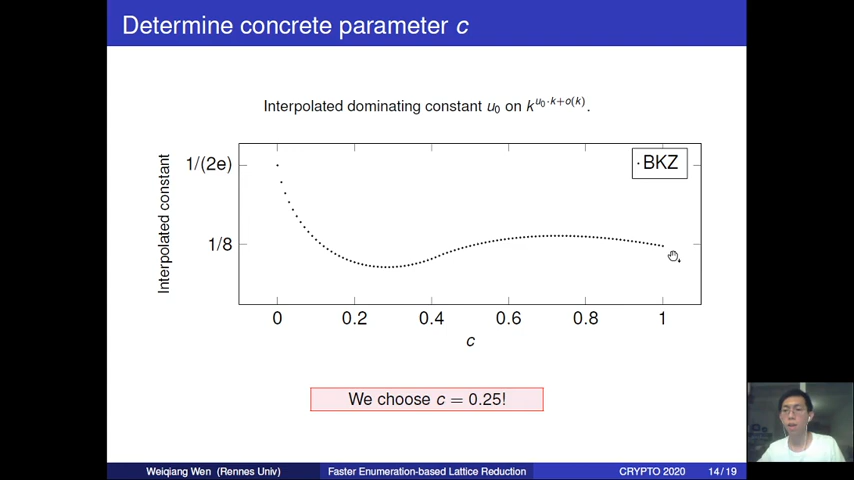 Determine concrete parameter c
Interpolated dominating constant u₀ on k^{u₀·k+o(k)}.
BKZ
1/(2e)
1/8
Interpolated constant
0 0.2 0.4 0.6 0.8 1
c
We choose c = 0.25!
Weiqiang Wen (Rennes Univ) Faster Enumeration-based Lattice Reduction CRYPTO 2020 14/19